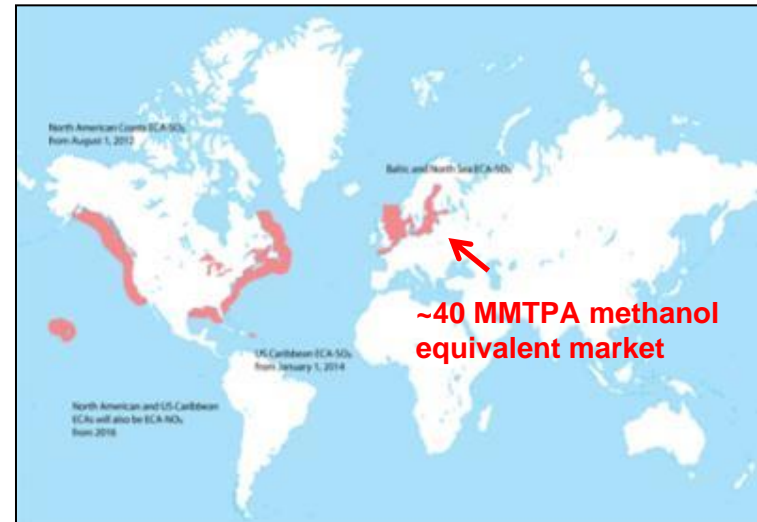 North American Coasts ECA-SOₓ
from August 1, 2012
Baltic and North Sea ECA-SOₓ
~40 MMTPA methanol
equivalent market
US Caribbean ECA-SOₓ
from January 1, 2014
North American and US Caribbean
ECAs will also be ECA-NOₓ
from 2016